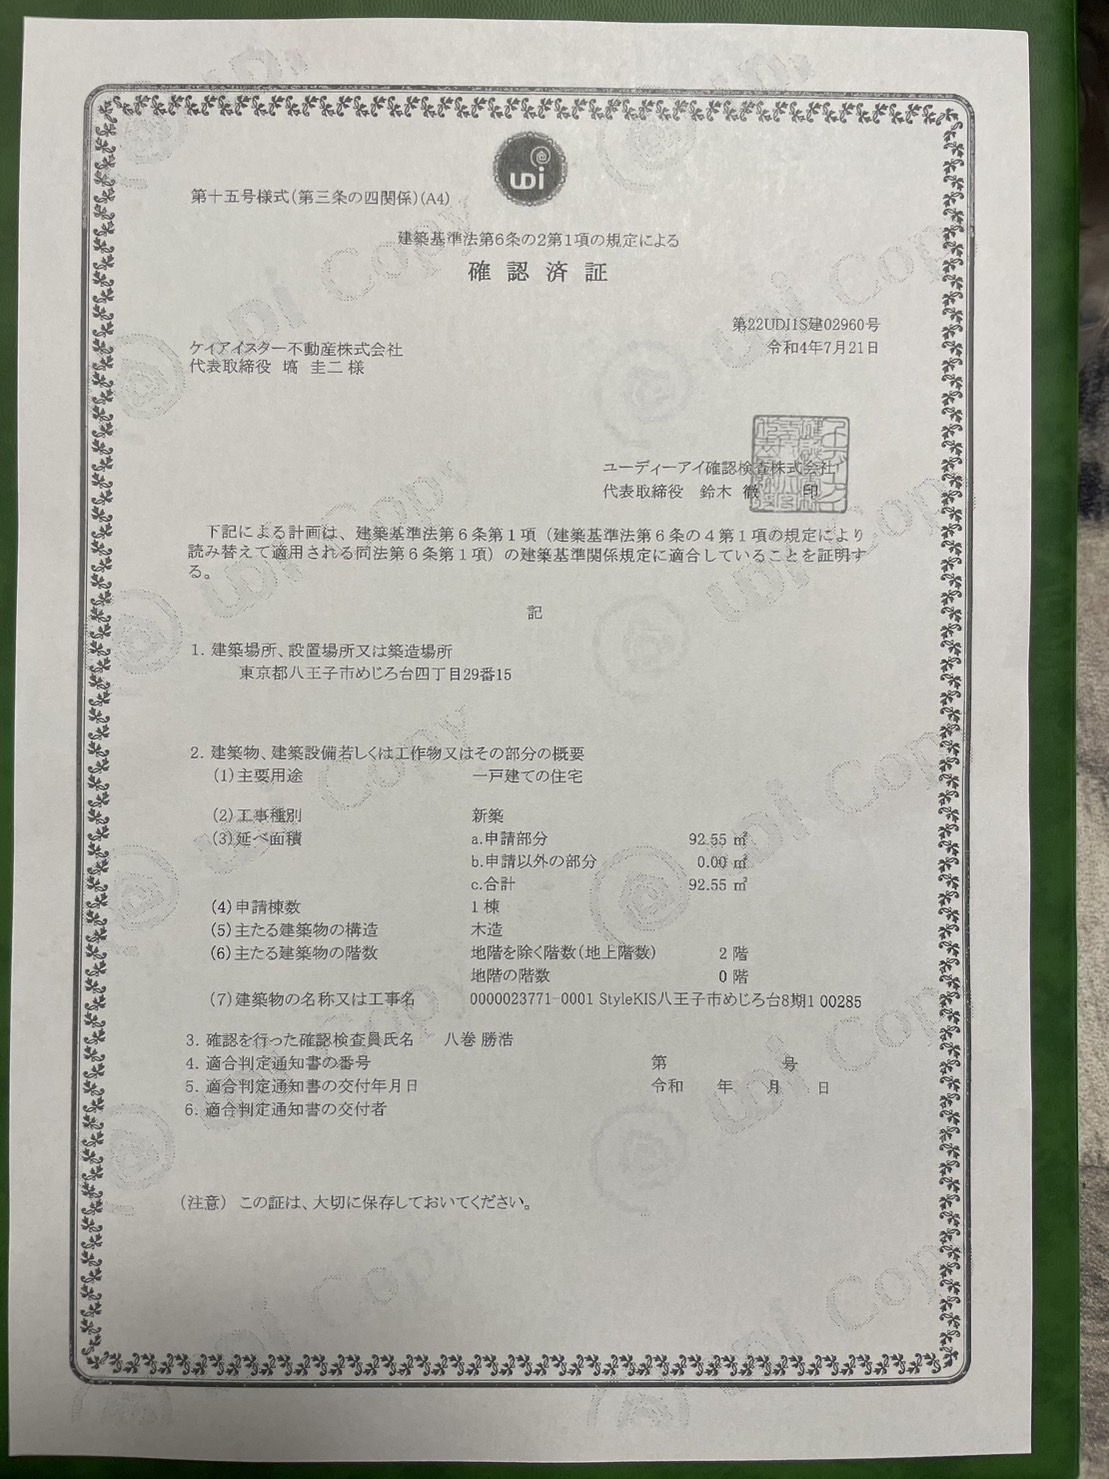 UDi
第十五号様式(第三条の四関係)(A4)
建築基準法第6条の2第1項の規定による
確認済証
第22UDI1S建02960号
令和4年7月21日
ケイアイスター不動産株式会社
代表取締役 塙 圭二 様
ユーディーアイ確認検査株式会社
代表取締役 鈴木 徹 印
下記による計画は、建築基準法第6条第1項(建築基準法第6条の4第1項の規定により
読み替えて適用される同法第6条第1項)の建築基準関係規定に適合していることを証明す
る。
記
1. 建築場所、設置場所又は築造場所
東京都八王子市めじろ台四丁目29番15
2. 建築物、建築設備若しくは工作物又はその部分の概要
(1)主要用途 一戸建ての住宅
(2)工事種別 新築
(3)延べ面積 a.申請部分 92.55 ㎡
b.申請以外の部分 0.00 ㎡
c.合計 92.55 ㎡
(4)申請棟数 1 棟
(5)主たる建築物の構造 木造
(6)主たる建築物の階数 地階を除く階数(地上階数) 2 階
地階の階数 0 階
(7)建築物の名称又は工事名 0000023771-0001 StyleKIS八王子市めじろ台8期1 00285
3. 確認を行った確認検査員氏名 八巻 勝浩
4. 適合判定通知書の番号 第 号
5. 適合判定通知書の交付年月日 令和 年 月 日
6. 適合判定通知書の交付者
(注意) この証は、大切に保存しておいてください。